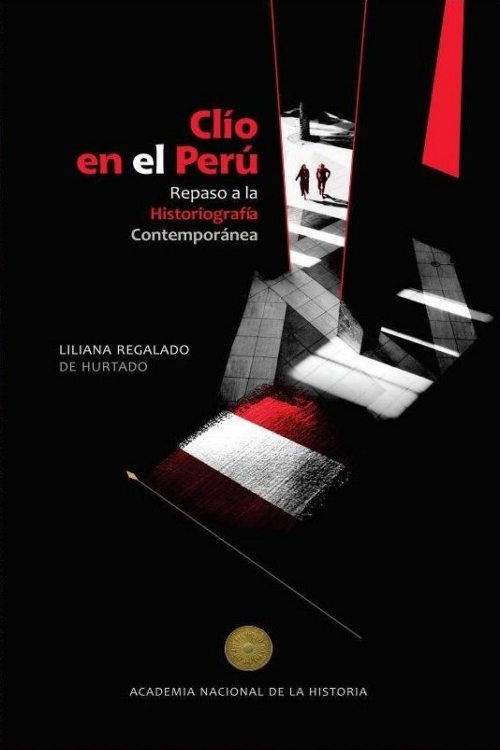 Clío
en el Perú
Repaso a la
Historiografía
Contemporánea
LILIANA REGALADO
DE HURTADO
ACADEMIA NACIONAL DE LA HISTORIA